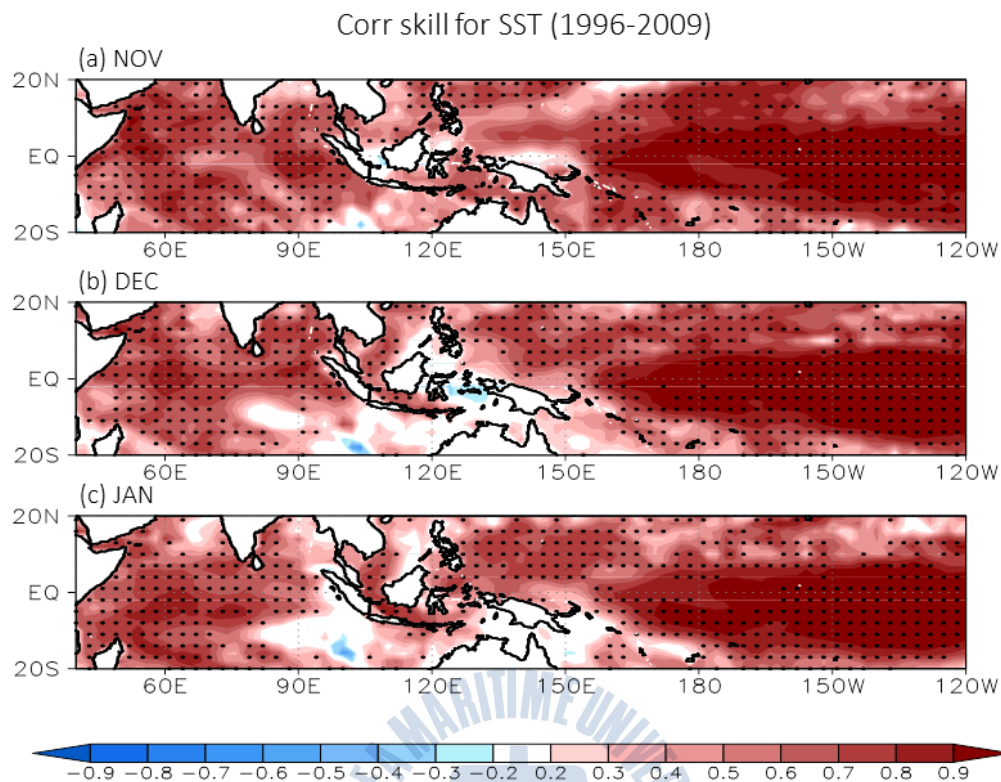 Corr skill for SST (1996-2009)
(a) NOV
20N
EQ
20S
60E 90E 120E 150E 180 150W 120W
(b) DEC
20N
EQ
20S
60E 90E 120E 150E 180 150W 120W
(c) JAN
20N
EQ
20S
60E 90E 120E 150E 180 150W 120W
MARITIME
-0.9 -0.8 -0.7 -0.6 -0.5 -0.4 -0.3 -0.2 0.2 0.3 0.4 0.5 0.6 0.7 0.8 0.9